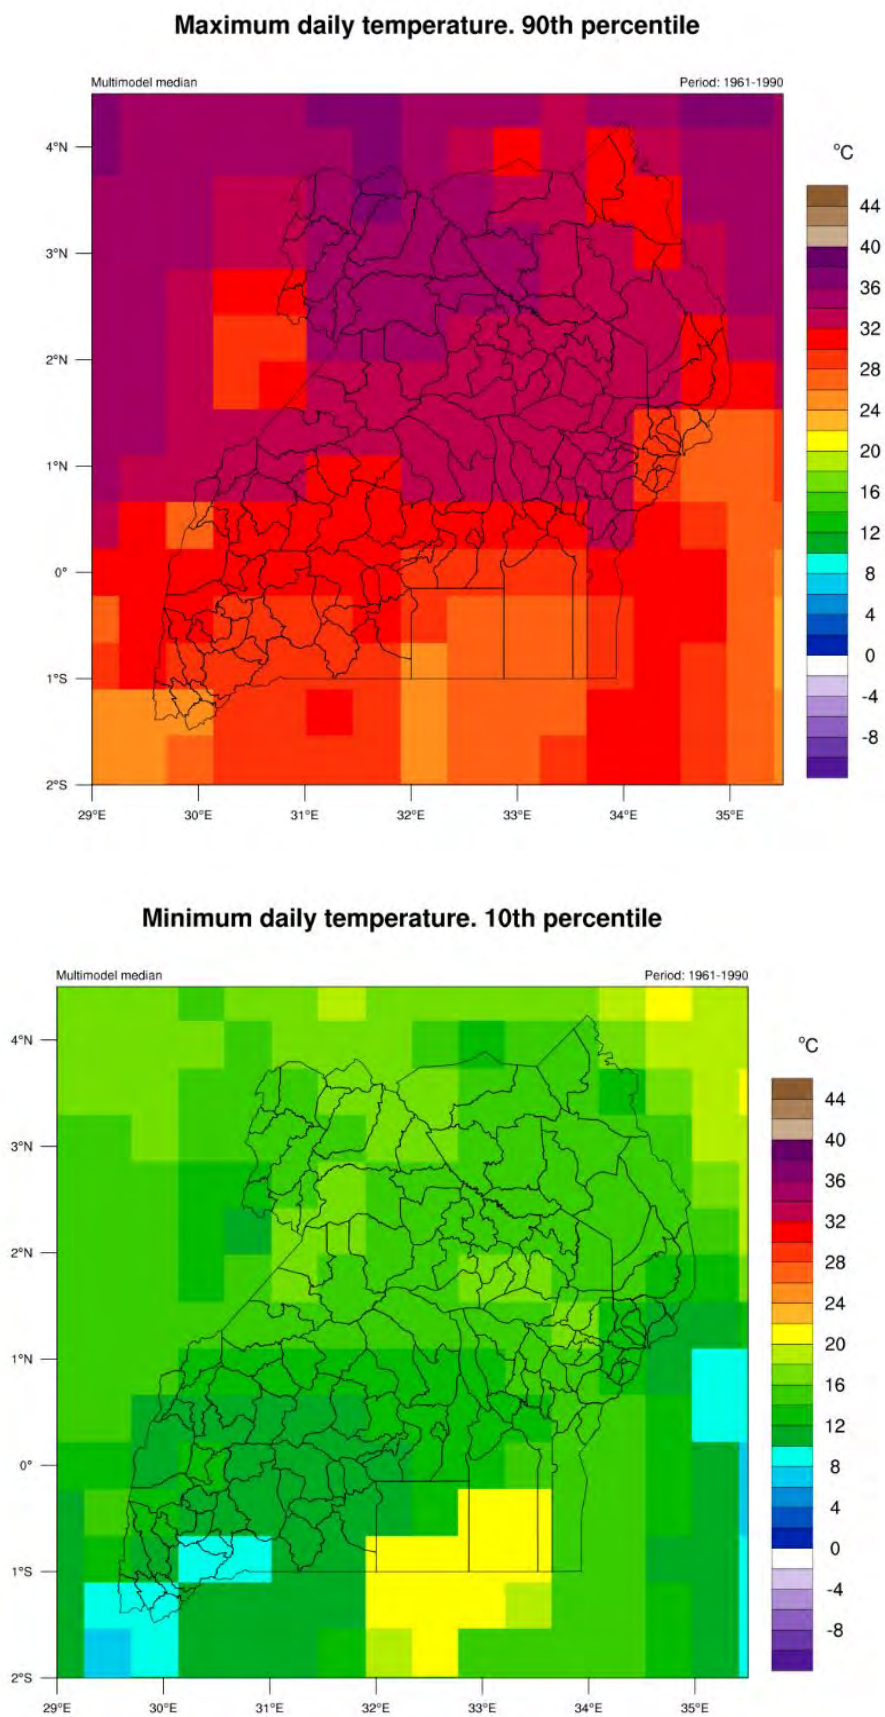 Maximum daily temperature. 90th percentile
Multimodel median Period: 1961-1990
°C
4°N
3°N
2°N
1°N
0°
1°S
2°S
29°E 30°E 31°E 32°E 33°E 34°E 35°E
44
40
36
32
28
24
20
16
12
8
4
0
-4
-8
Minimum daily temperature. 10th percentile
Multimodel median Period: 1961-1990
°C
4°N
3°N
2°N
1°N
0°
1°S
2°S
29°E 30°E 31°E 32°E 33°E 34°E 35°E
44
40
36
32
28
24
20
16
12
8
4
0
-4
-8